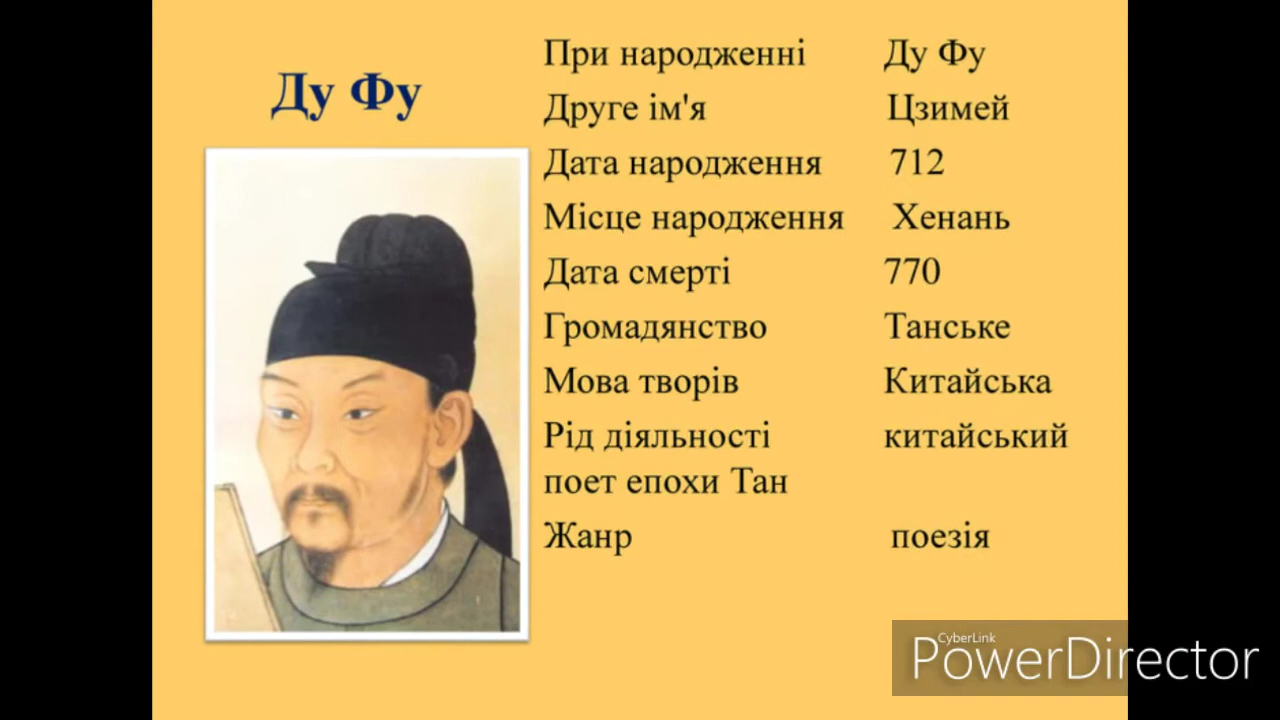 Ду Фу
При народженні Ду Фу
Друге ім'я Цзимей
Дата народження 712
Місце народження Хенань
Дата смерті 770
Громадянство Танське
Мова творів Китайська
Рід діяльності китайський
поет епохи Тан
Жанр поезія
CyberLink
PowerDirector